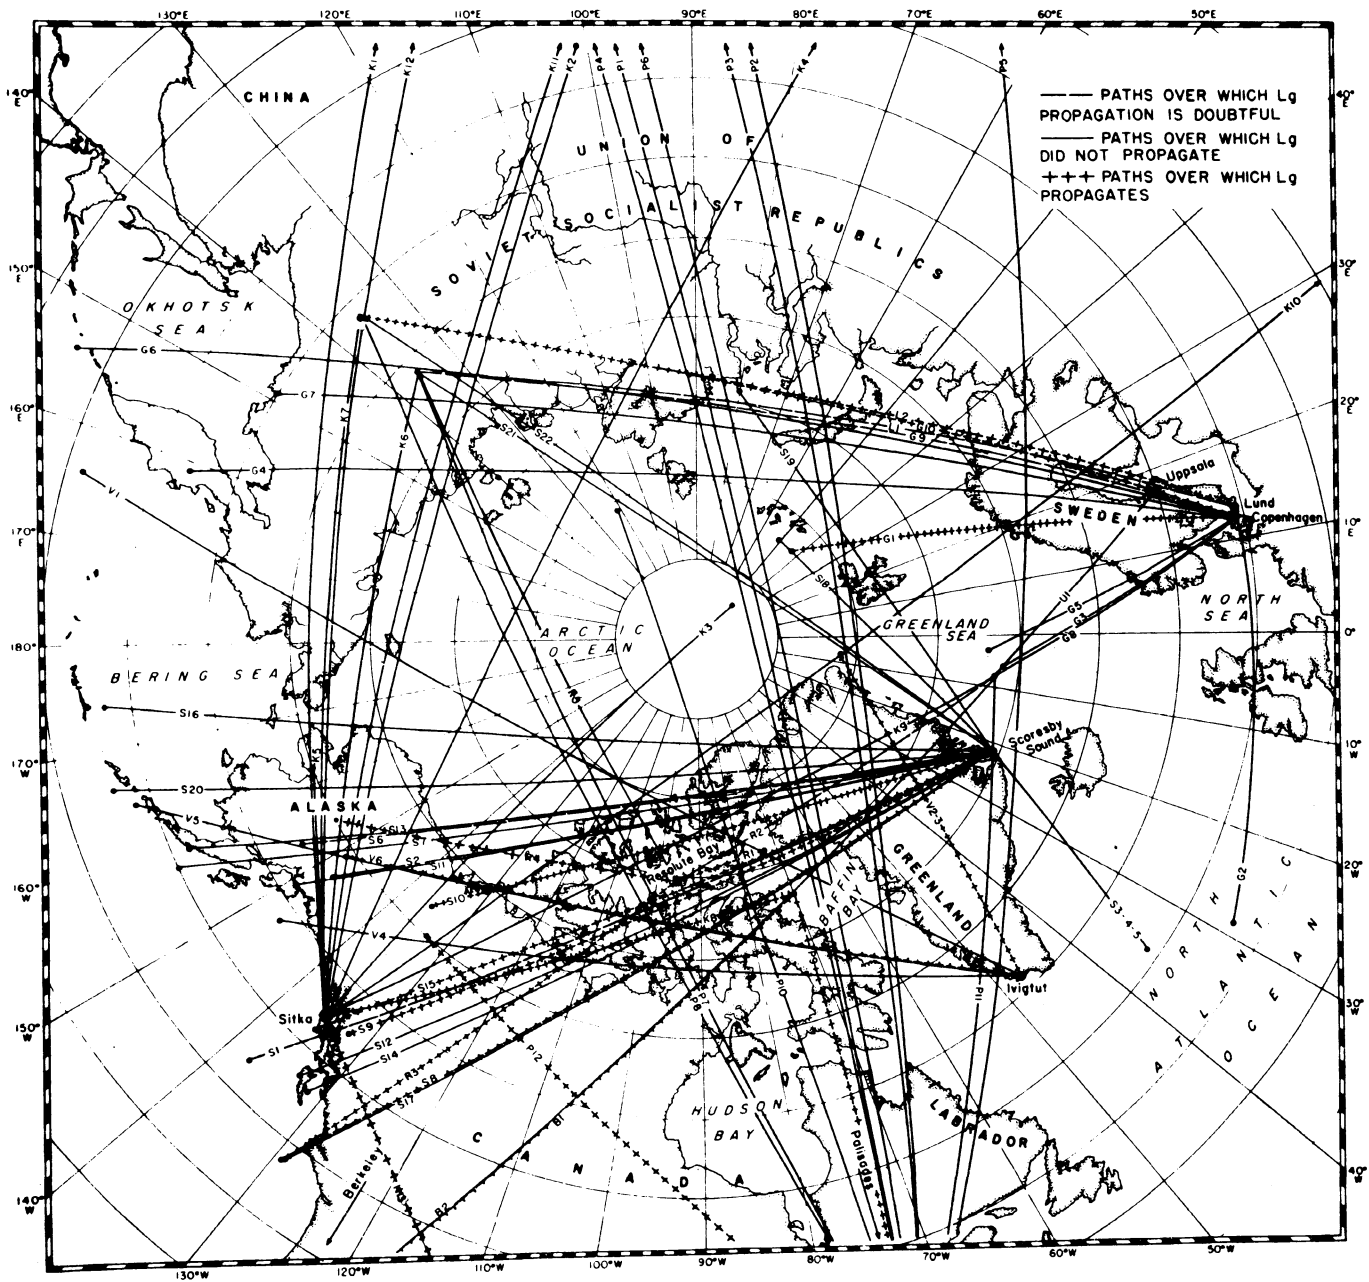 130°E
120°E
110°E
100°E
90°E
80°E
70°E
60°E
50°E
K1
K12
K11
K2
P4
P1
P6
P3
P2
K4
P5
140°
E
40°
E
CHINA
—— —— PATHS OVER WHICH Lg
PROPAGATION IS DOUBTFUL
———— PATHS OVER WHICH Lg
DID NOT PROPAGATE
+++ PATHS OVER WHICH Lg
PROPAGATES
UNION OF
SOVIET SOCIALIST REPUBLICS
150°
E
30°
E
OKHOTSK
SEA
K10
G6
G7
K7
K6
S21
S22
L2
G10
G9
S19
160°
E
20°
E
G4
V1
Uppsala
Lund
Copenhagen
SWEDEN
170°
E
10°
E
G1
S18
U1
G5
G3
G8
NORTH
SEA
GREENLAND
SEA
ARCTIC
OCEAN
K3
180°
0°
BERING SEA
S16
R6
K9
Scoresby
Sound
K5
170°
W
10°
W
S20
ALASKA
V5
S13
S6
S7
V6
S2
S11
R4
R2
R1
Resolute Bay
V2-3
GREENLAND
BAFFIN
BAY
G2
20°
W
160°
W
S10
K8
S3-4-5
V4
NORTH
ATLANTIC
OCEAN
S15
P7
P8
P10
P11
Ivigtut
30°
W
Sitka
S9
150°
W
S1
S12
S14
P12
R3
S8
S17
B1
HUDSON
BAY
LABRADOR
CANADA
Palisades
Berkeley
B2
40°
W
140°
W
130°W
120°W
110°W
100°W
90°W
80°W
70°W
60°W
50°W